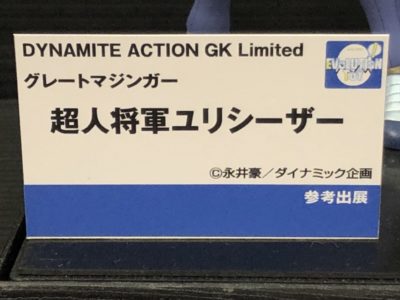 DYNAMITE ACTION GK Limited
EVOLUTION TOY
グレートマジンガー
超人将軍ユリシーザー
©永井豪／ダイナミック企画
参考出展